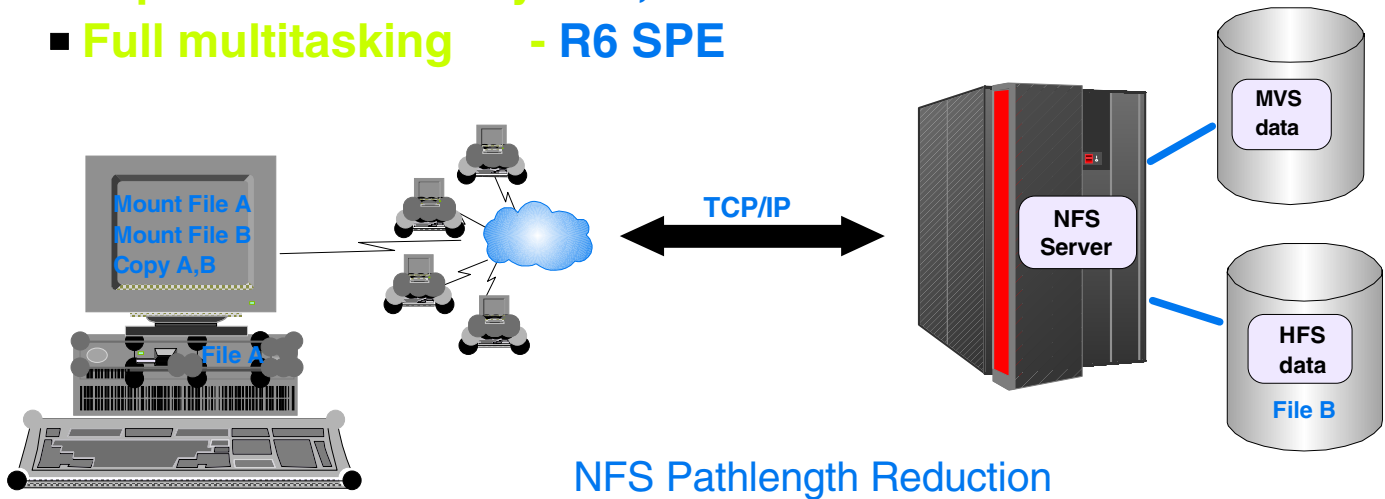 ■ Full multitasking - R6 SPE
MVS
data
Mount File A
Mount File B
Copy A,B
TCP/IP
NFS
Server
File A
HFS
data
File B
NFS Pathlength Reduction